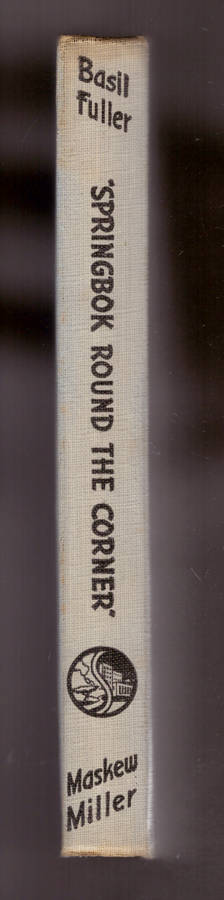 Basil
Fuller
"SPRINGBOK ROUND THE CORNER"
Maskew
Miller